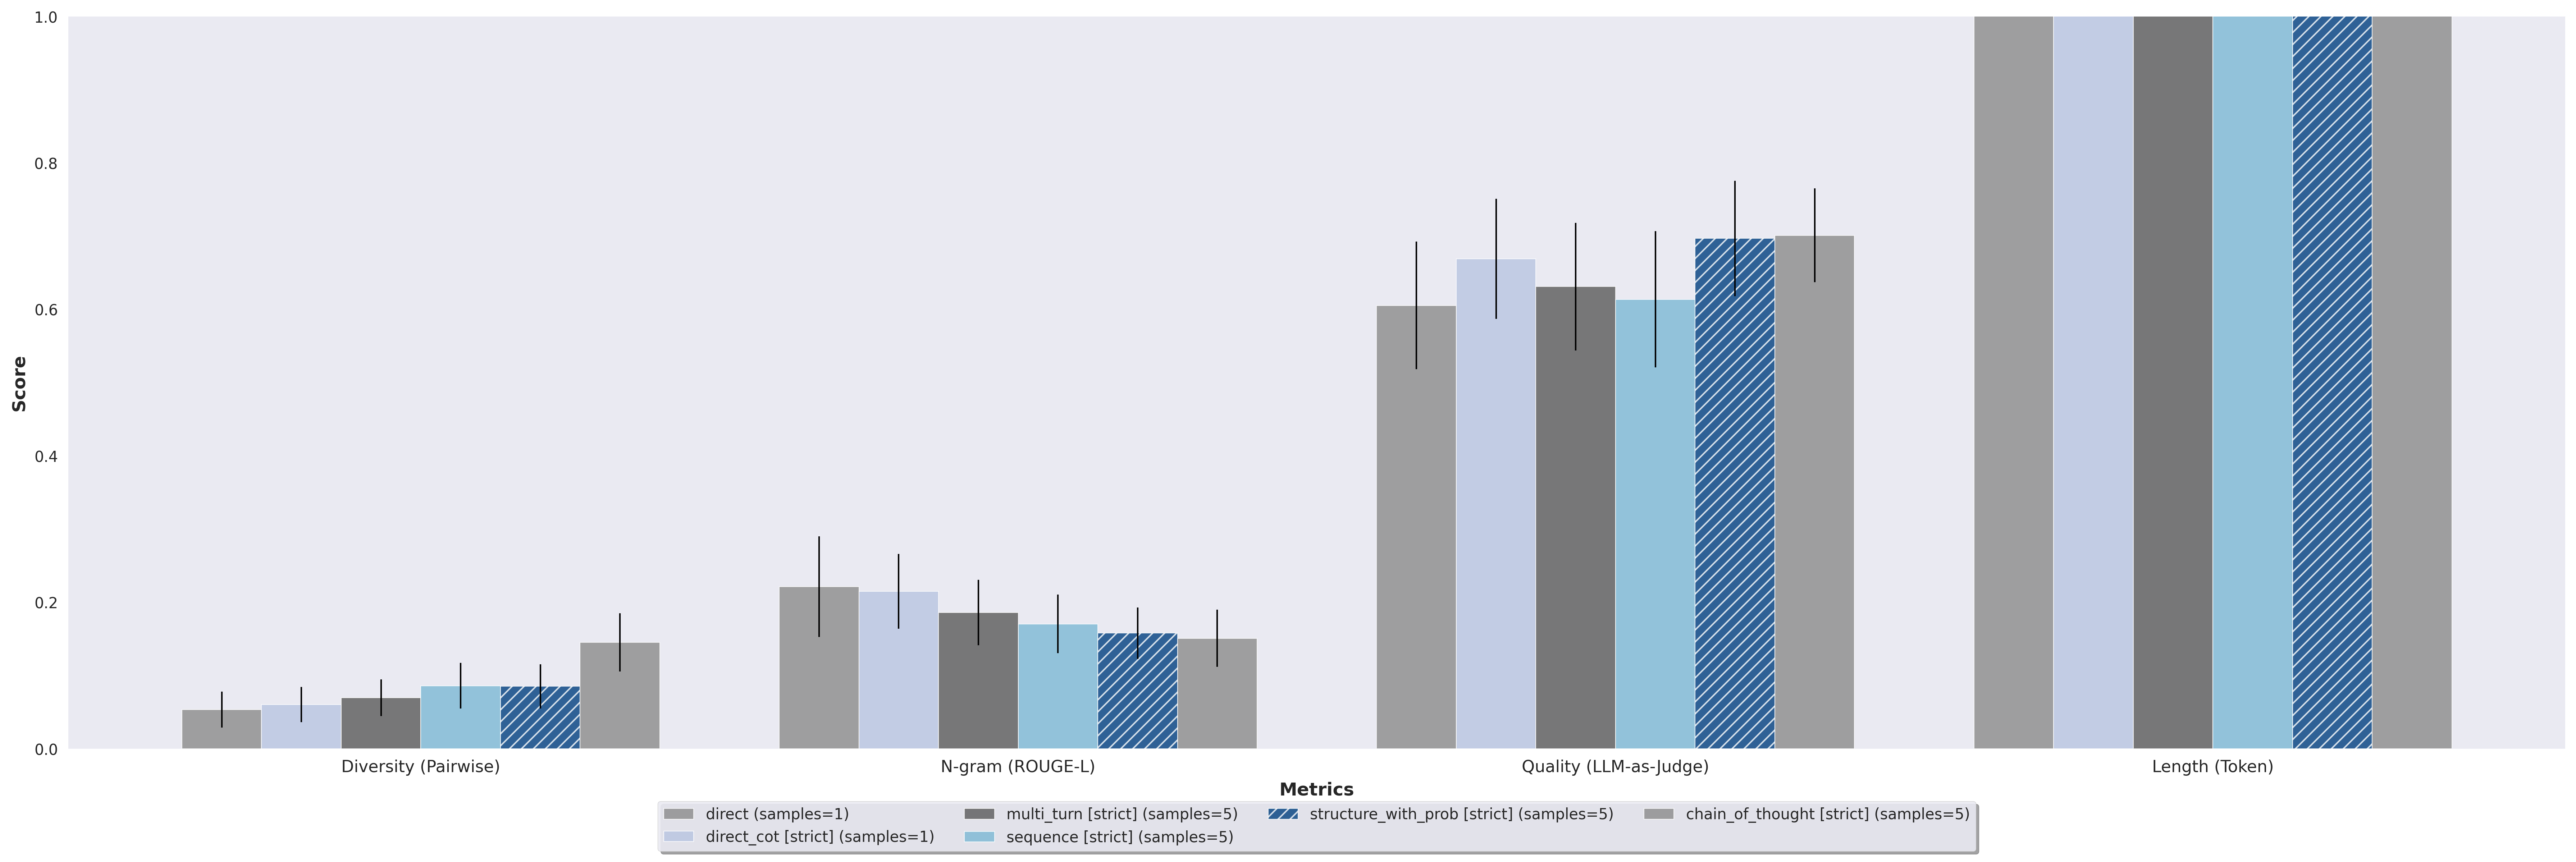 1.0
0.8
0.6
0.4
0.2
0.0
Score
Diversity (Pairwise)
N-gram (ROUGE-L)
Quality (LLM-as-Judge)
Length (Token)
Metrics
direct (samples=1)
direct_cot [strict] (samples=1)
multi_turn [strict] (samples=5)
sequence [strict] (samples=5)
structure_with_prob [strict] (samples=5)
chain_of_thought [strict] (samples=5)